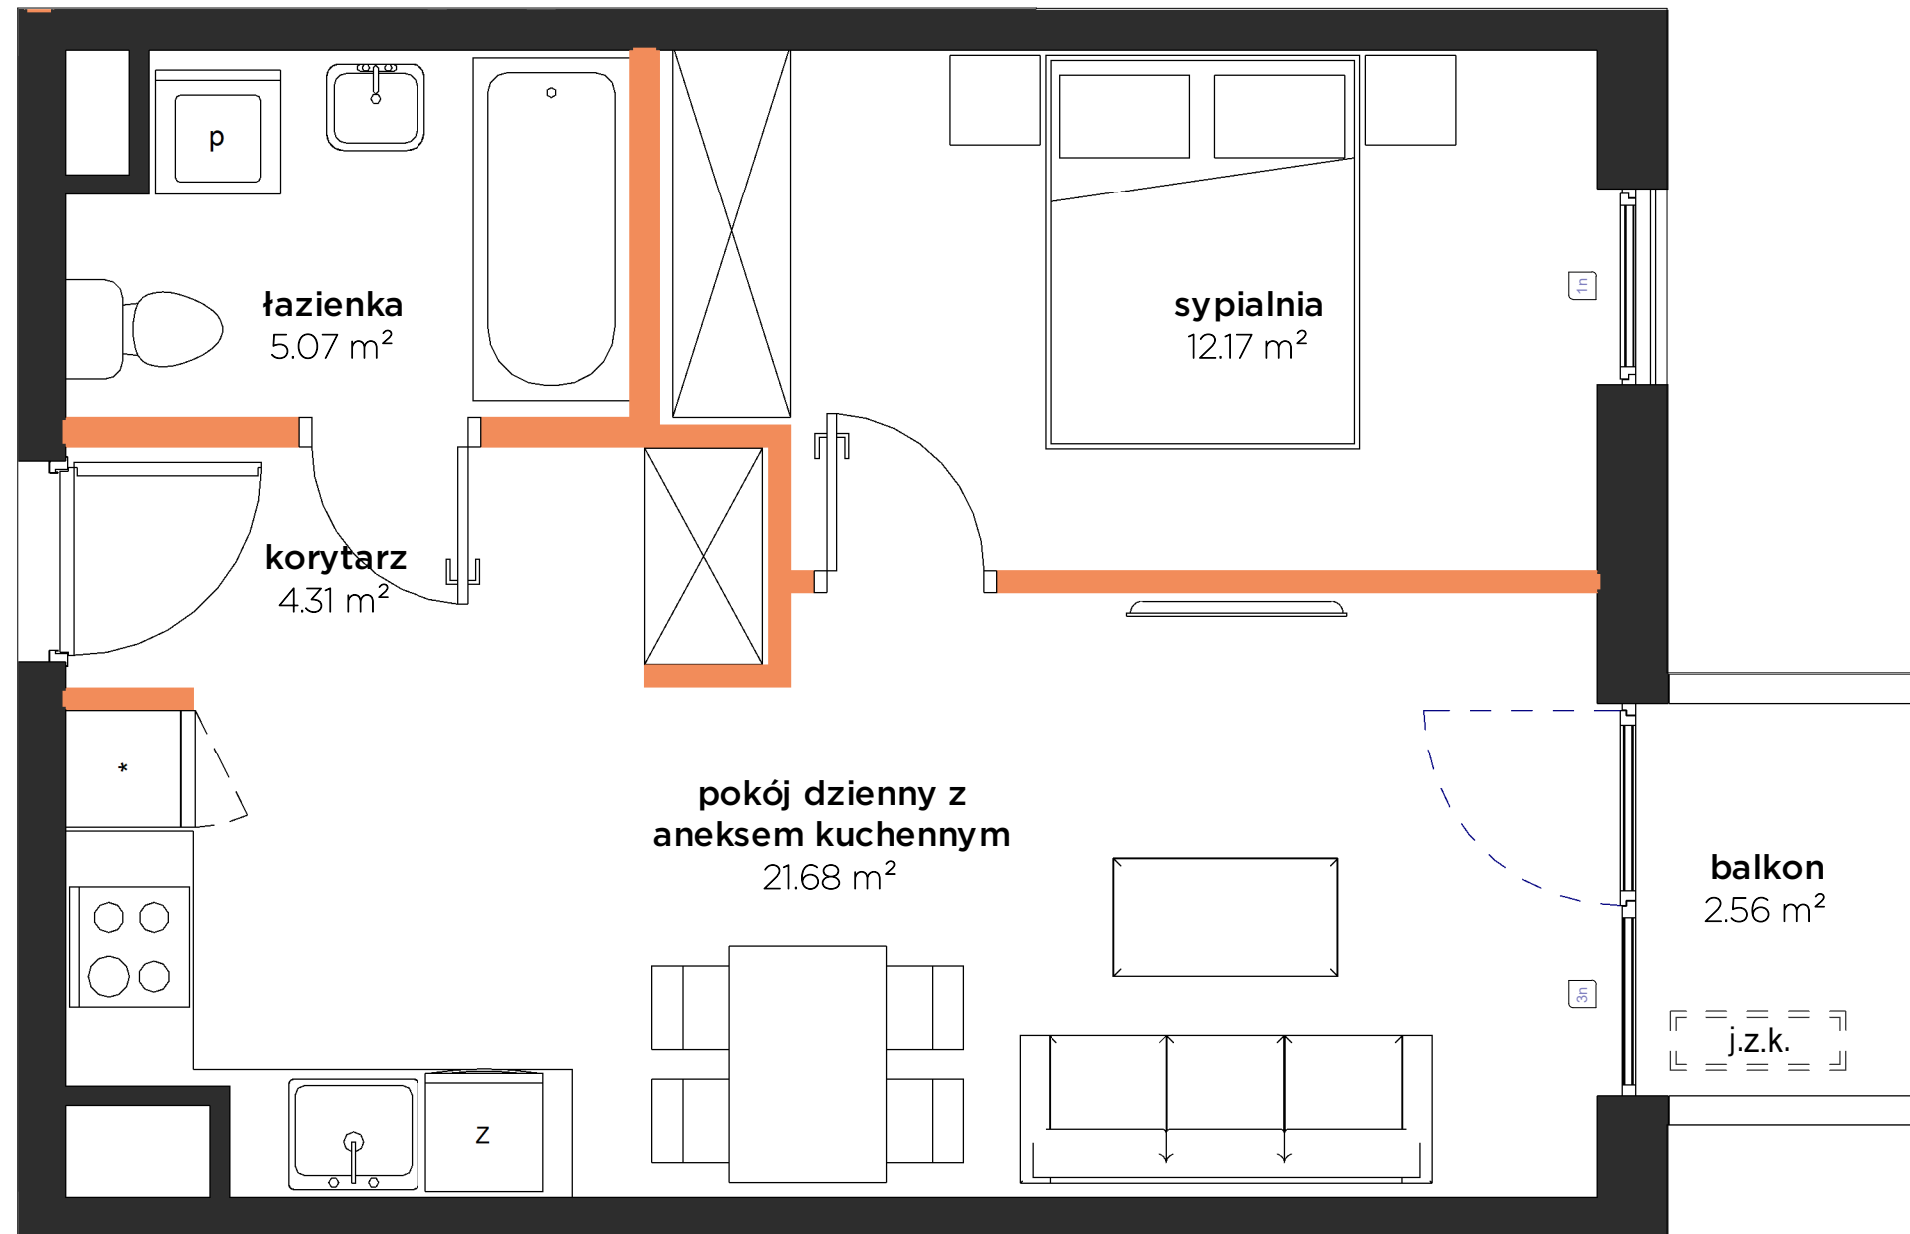 p
łazienka
5.07 m²
sypialnia
12.17 m²
1n
korytarz
4.31 m²
*
pokój dzienny z
aneksem kuchennym
21.68 m²
balkon
2.56 m²
3n
j.z.k.
z